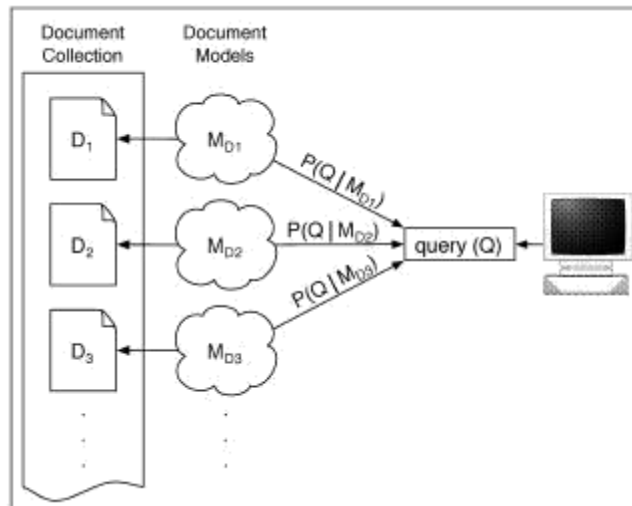 Document
Collection
Document
Models
D1
MD1
P(Q | MD1)
D2
MD2
P(Q | MD2)
query (Q)
P(Q | MD3)
D3
MD3